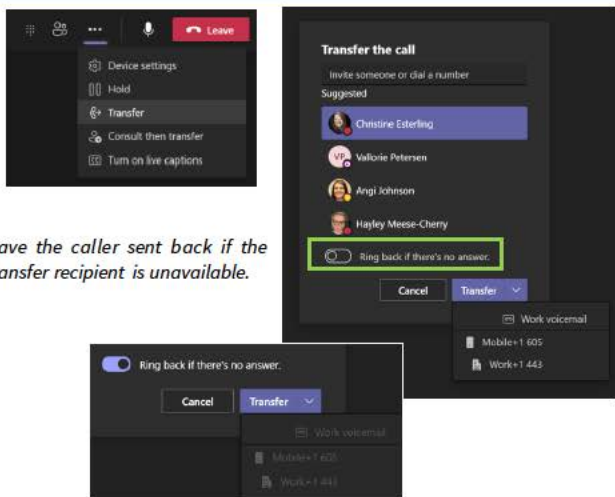 Leave
Device settings
Hold
Transfer
Consult then transfer
Turn on live captions
ave the caller sent back if the
ansfer recipient is unavailable.
Transfer the call
Invite someone or dial a number
Suggested
Christine Esterling
VP Vallorie Petersen
Angi Johnson
Hayley Meese-Cherry
Ring back if there's no answer.
Cancel Transfer
Work voicemail
Mobile+1 605
Work+1 443
Ring back if there's no answer.
Cancel Transfer
Work voicemail
Mobile+1 605
Work+1 443